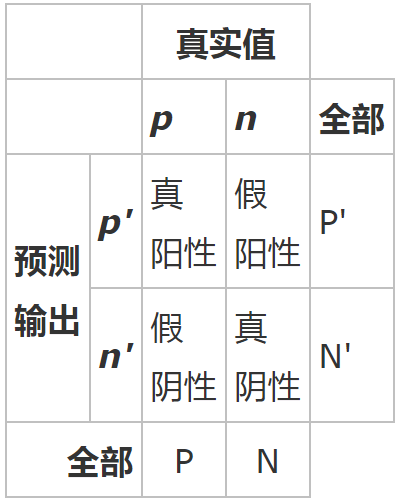 真实值
p n 全部
预测
输出
p' 真
阳性 假
阳性 P'
n' 假
阴性 真
阴性 N'
全部 P N